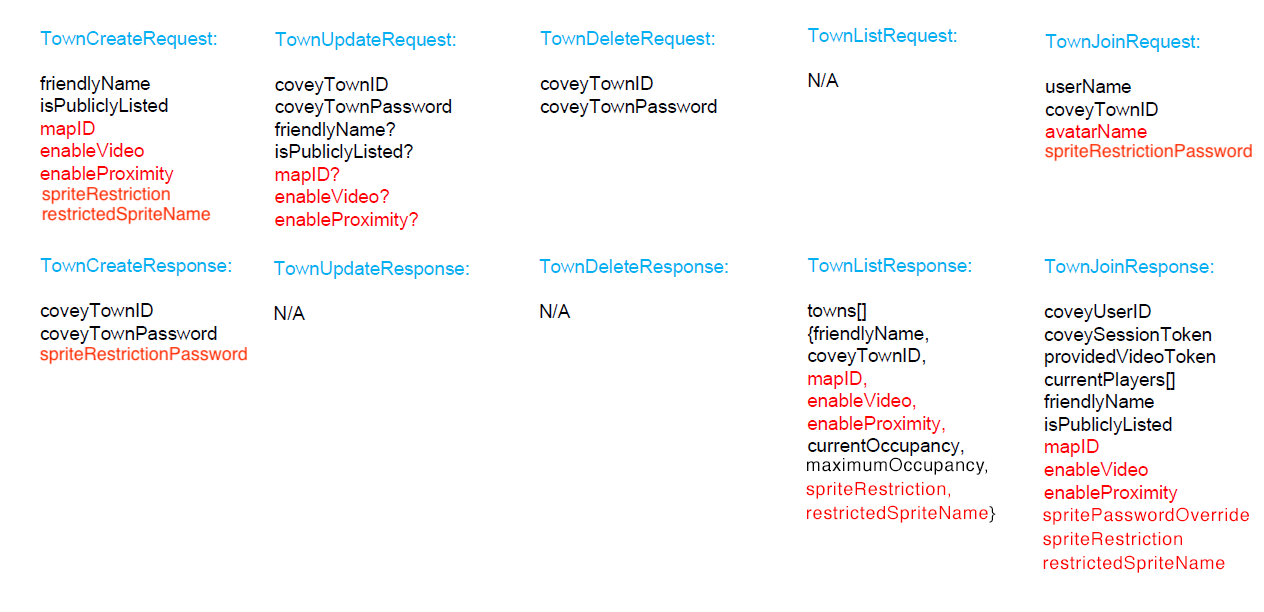 TownCreateRequest:
friendlyName
isPubliclyListed
mapID
enableVideo
enableProximity
spriteRestriction
restrictedSpriteName
TownUpdateRequest:
coveyTownID
coveyTownPassword
friendlyName?
isPubliclyListed?
mapID?
enableVideo?
enableProximity?
TownDeleteRequest:
coveyTownID
coveyTownPassword
TownListRequest:
N/A
TownJoinRequest:
userName
coveyTownID
avatarName
spriteRestrictionPassword
TownCreateResponse:
coveyTownID
coveyTownPassword
spriteRestrictionPassword
TownUpdateResponse:
N/A
TownDeleteResponse:
N/A
TownListResponse:
towns[]
{friendlyName,
coveyTownID,
mapID,
enableVideo,
enableProximity,
currentOccupancy,
maximumOccupancy,
spriteRestriction,
restrictedSpriteName}
TownJoinResponse:
coveyUserID
coveySessionToken
providedVideoToken
currentPlayers[]
friendlyName
isPubliclyListed
mapID
enableVideo
enableProximity
spritePasswordOverride
spriteRestriction
restrictedSpriteName